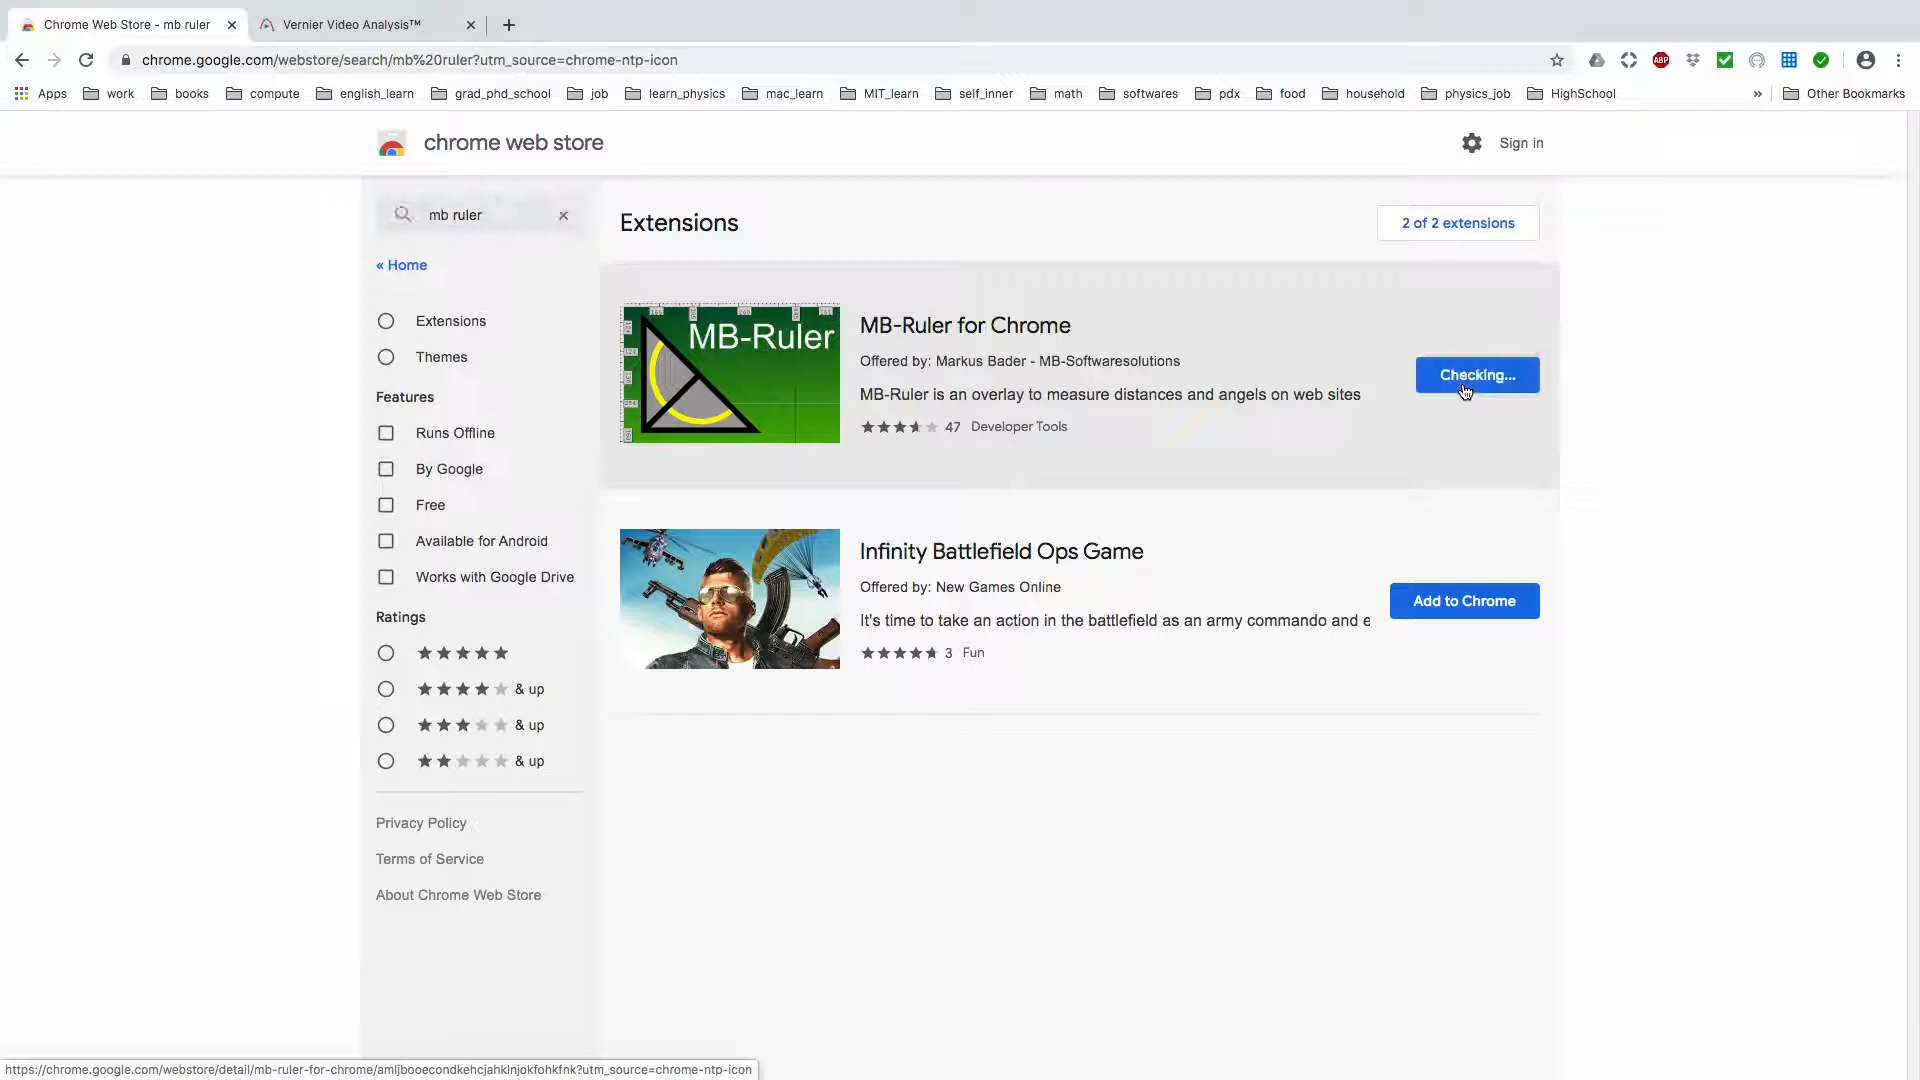 Chrome Web Store - mb ruler
Vernier Video Analysis™
chrome.google.com/webstore/search/mb%20ruler?utm_source=chrome-ntp-icon
ABP
Apps work books compute english_learn grad_phd_school job learn_physics mac_learn MIT_learn self_inner math softwares pdx food household physics_job HighSchool » Other Bookmarks
chrome web store
Sign in
mb ruler
« Home
Extensions
Themes
Features
Runs Offline
By Google
Free
Available for Android
Works with Google Drive
Ratings
& up
& up
& up
Privacy Policy
Terms of Service
About Chrome Web Store
Extensions
2 of 2 extensions
MB-Ruler
MB-Ruler for Chrome
Offered by: Markus Bader - MB-Softwaresolutions
MB-Ruler is an overlay to measure distances and angels on web sites
47 Developer Tools
Checking...
Infinity Battlefield Ops Game
Offered by: New Games Online
It's time to take an action in the battlefield as an army commando and e
3 Fun
Add to Chrome
https://chrome.google.com/webstore/detail/mb-ruler-for-chrome/amljbooecondkehcjahklnjokfohkfnk?utm_source=chrome-ntp-icon